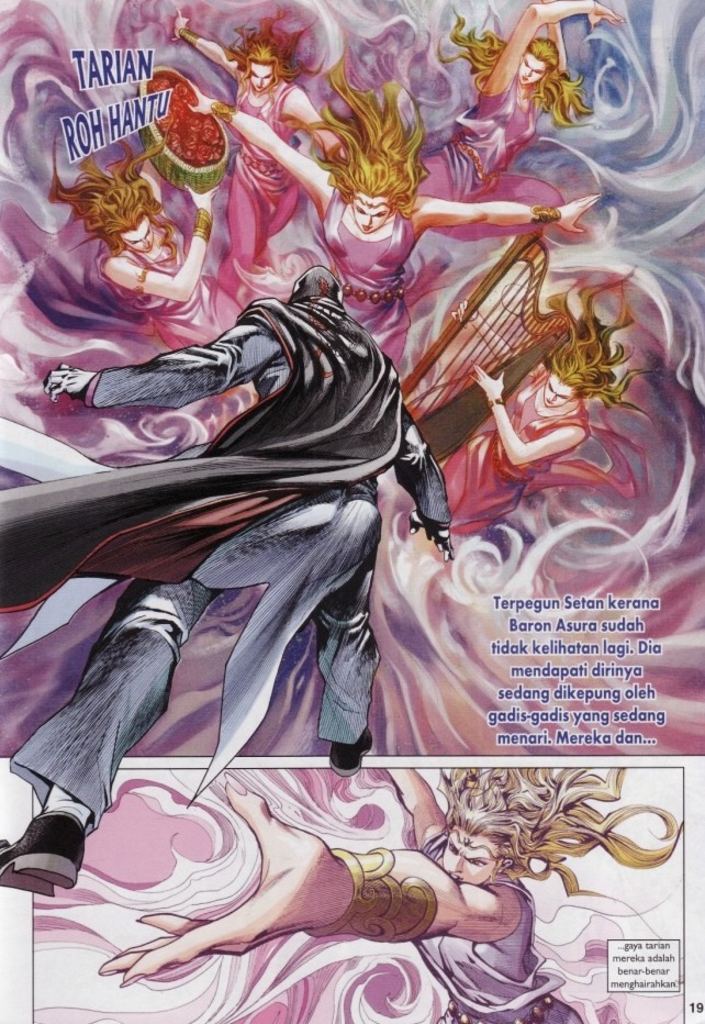 TARIAN
ROH HANTU
Terpegun Setan kerana
Baron Asura sudah
tidak kelihatan lagi. Dia
mendapati dirinya
sedang dikepung oleh
gadis-gadis yang sedang
menari. Mereka dan...
...gaya tarian
mereka adalah
benar-benar
menghairahkan.
19